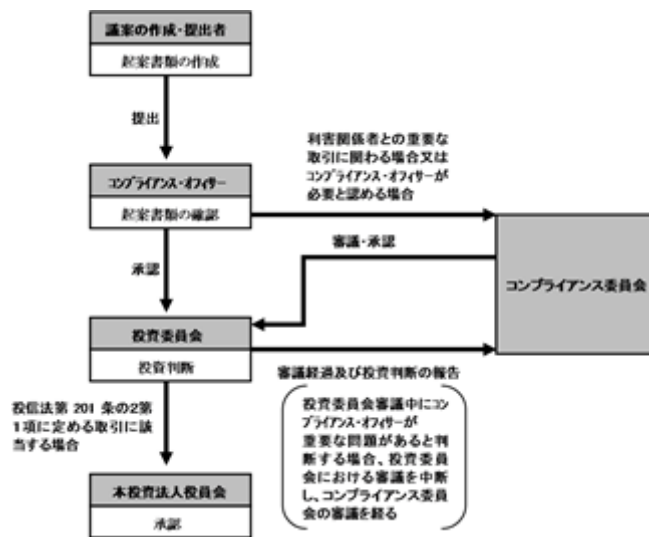 議案の作成・提出者
起案書類の作成
提出
利害関係者との重要な
取引に関わる場合又は
コンプライアンス・オフィサーが
必要と認める場合
コンプライアンス・オフィサー
起案書類の確認
審議・承認
承認
コンプライアンス委員会
投資委員会
投資判断
審議経過及び投資判断の報告
投信法第 201 条の2第
1項に定める取引に該
当する場合
投資委員会審議中にコン
プライアンス・オフィサーが
重要な問題があると判
断する場合、投資委員
会における審議を中断
し、コンプライアンス委員
会の審議を経る
本投資法人役員会
承認